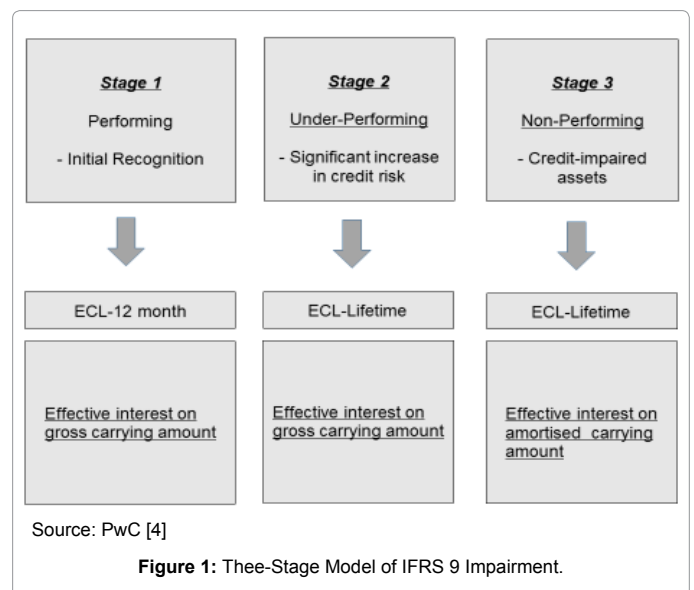 Stage 1
Performing
- Initial Recognition
ECL-12 month
Effective interest on
gross carrying amount
Stage 2
Under-Performing
- Significant increase
in credit risk
ECL-Lifetime
Effective interest on
gross carrying amount
Stage 3
Non-Performing
- Credit-impaired
assets
ECL-Lifetime
Effective interest on
amortised carrying
amount
Source: PwC [4]
Figure 1: Thee-Stage Model of IFRS 9 Impairment.